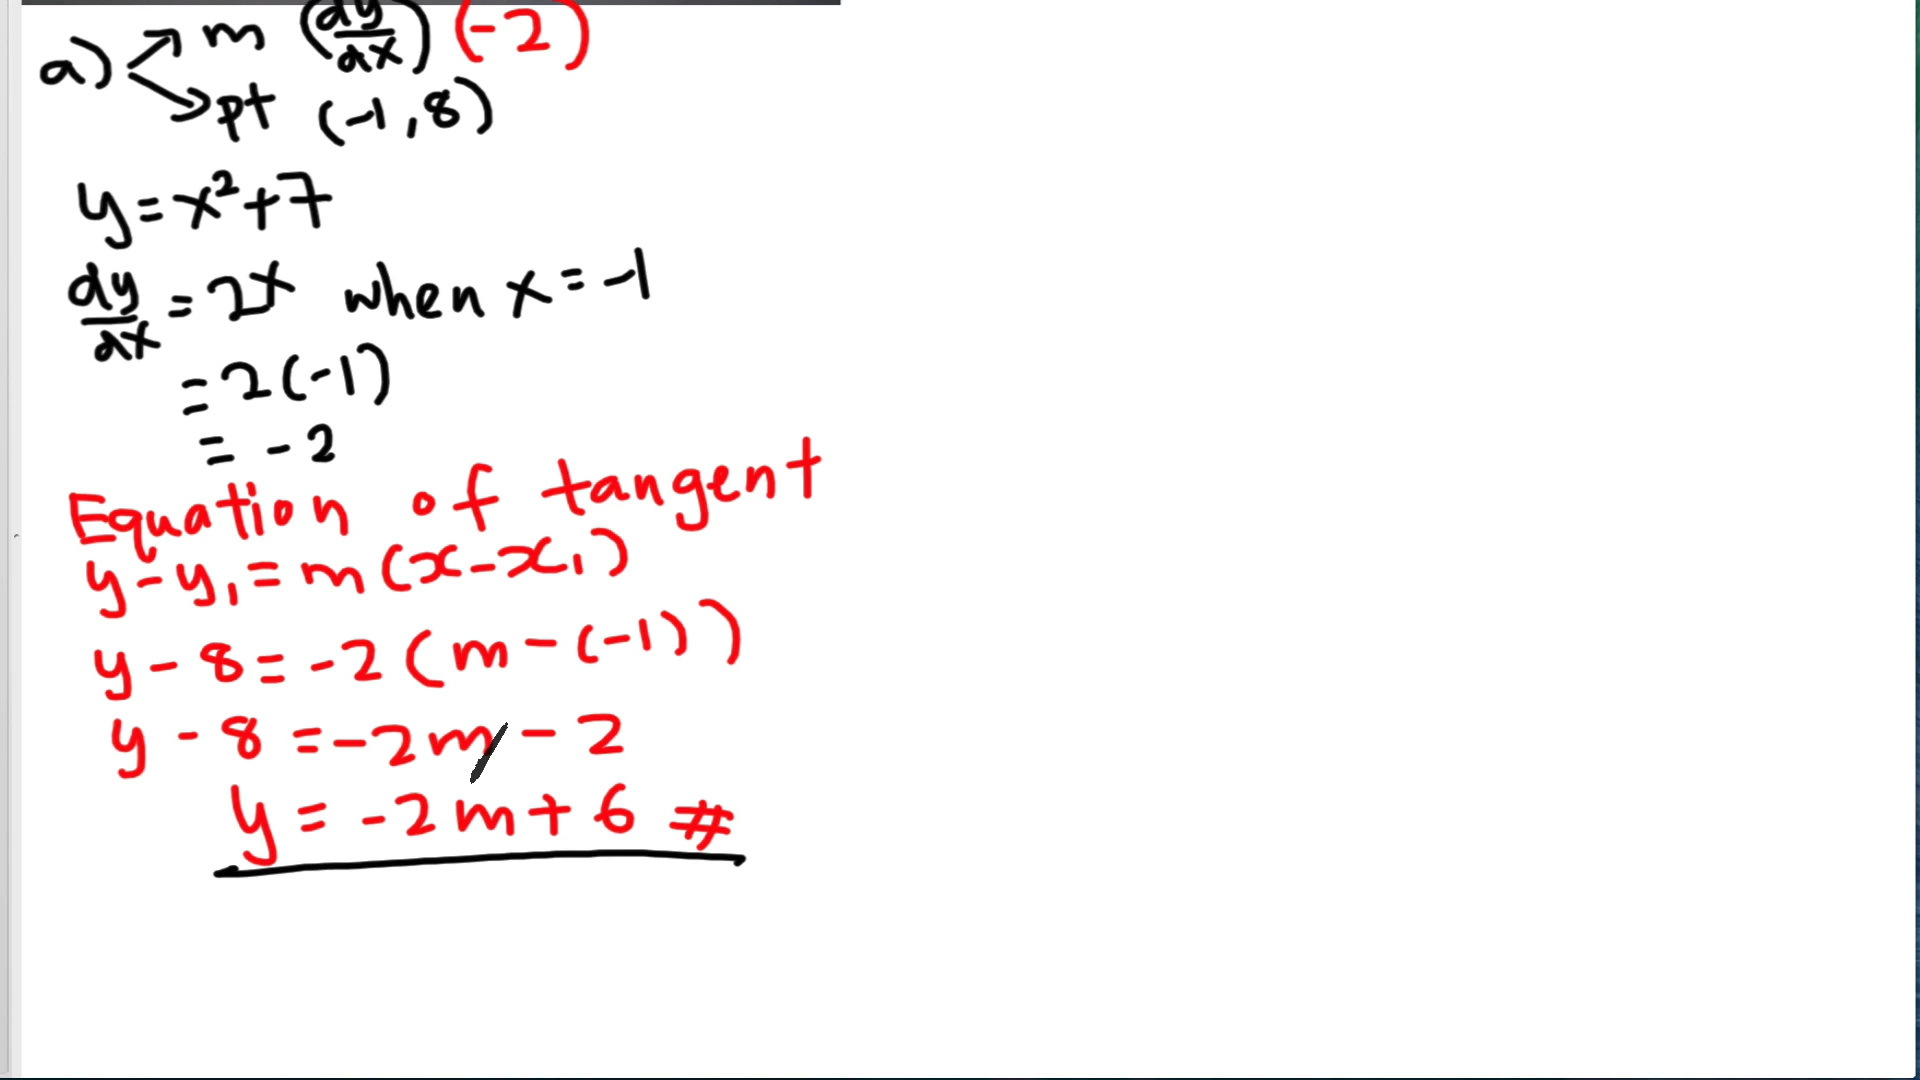 a) m (dy/dx) (-2)
pt (-1, 8)
y = x² + 7
dy/dx = 2x when x = -1
= 2(-1)
= -2
Equation of tangent
y - y₁ = m(x - x₁)
y - 8 = -2(m - (-1))
y - 8 = -2m - 2
y = -2m + 6 #